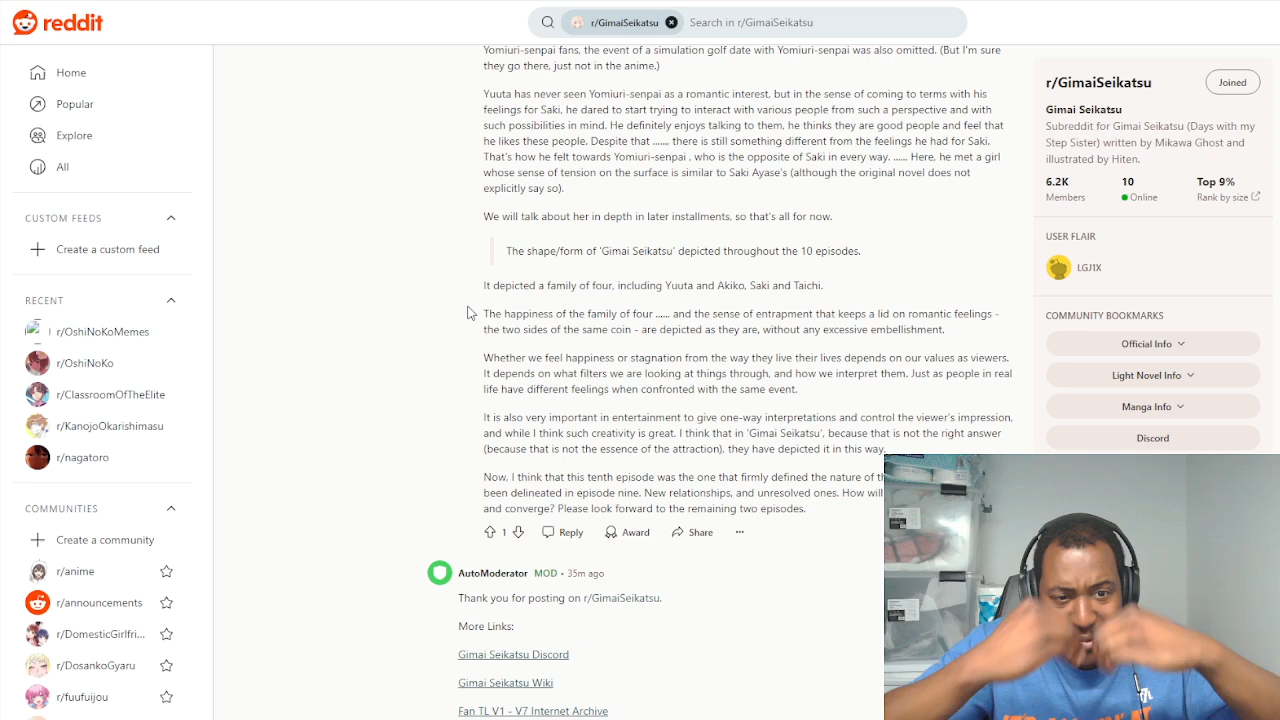 reddit
r/GimaiSeikatsu
Search in r/GimaiSeikatsu
Home
Popular
Explore
All
CUSTOM FEEDS
Create a custom feed
RECENT
r/OshiNoKoMemes
r/OshiNoKo
r/ClassroomOfTheElite
r/KanojoOkarishimasu
r/nagatoro
COMMUNITIES
Create a community
r/anime
r/announcements
r/DomesticGirlfri...
r/DosankoGyaru
r/fuufuijou
Yomiuri-senpai fans, the event of a simulation golf date with Yomiuri-senpai was also omitted. (But I'm sure
they go there, just not in the anime.)
Yuuta has never seen Yomiuri-senpai as a romantic interest, but in the sense of coming to terms with his
feelings for Saki, he dared to start trying to interact with various people from such a perspective and with
such possibilities in mind. He definitely enjoys talking to them, he thinks they are good people and feel that
he likes these people. Despite that ......, there is still something different from the feelings he had for Saki.
That's how he felt towards Yomiuri-senpai , who is the opposite of Saki in every way. ...... Here, he met a girl
whose sense of tension on the surface is similar to Saki Ayase's (although the original novel does not
explicitly say so).
We will talk about her in depth in later installments, so that's all for now.
The shape/form of 'Gimai Seikatsu' depicted throughout the 10 episodes.
It depicted a family of four, including Yuuta and Akiko, Saki and Taichi.
The happiness of the family of four ...... and the sense of entrapment that keeps a lid on romantic feelings -
the two sides of the same coin - are depicted as they are, without any excessive embellishment.
Whether we feel happiness or stagnation from the way they live their lives depends on our values as viewers.
It depends on what filters we are looking at things through, and how we interpret them. Just as people in real
life have different feelings when confronted with the same event.
It is also very important in entertainment to give one-way interpretations and control the viewer's impression,
and while I think such creativity is great. I think that in 'Gimai Seikatsu', because that is not the right answer
(because that is not the essence of the attraction), they have depicted it in this way.
Now, I think that this tenth episode was the one that firmly defined the nature of th
been delineated in episode nine. New relationships, and unresolved ones. How will
and converge? Please look forward to the remaining two episodes.
1
Reply
Award
Share
AutoModerator MOD • 35m ago
Thank you for posting on r/GimaiSeikatsu.
More Links:
Gimai Seikatsu Discord
Gimai Seikatsu Wiki
Fan TL V1 - V7 Internet Archive
r/GimaiSeikatsu
Joined
Gimai Seikatsu
Subreddit for Gimai Seikatsu (Days with my
Step Sister) written by Mikawa Ghost and
illustrated by Hiten.
6.2K 10 Top 9%
Members Online Rank by size
USER FLAIR
LGJ1X
COMMUNITY BOOKMARKS
Official Info
Light Novel Info
Manga Info
Discord